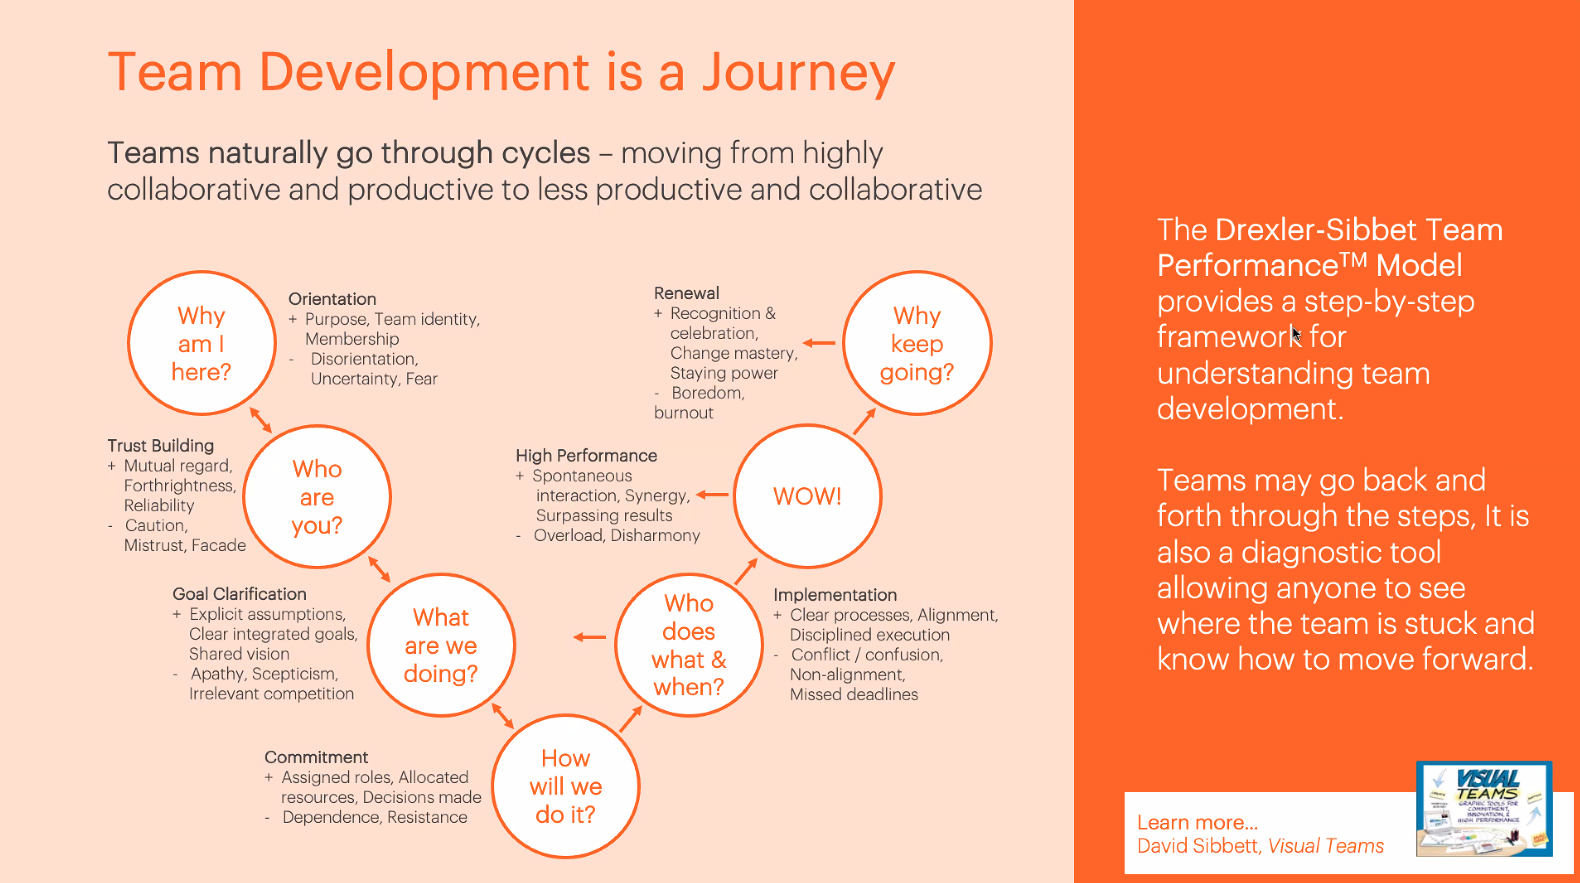 Team Development is a Journey
Teams naturally go through cycles – moving from highly
collaborative and productive to less productive and collaborative
Why
am I
here?
Orientation
+ Purpose, Team identity,
Membership
- Disorientation,
Uncertainty, Fear
Renewal
+ Recognition &
celebration,
Change mastery,
Staying power
- Boredom,
burnout
Why
keep
going?
Trust Building
+ Mutual regard,
Forthrightness,
Reliability
- Caution,
Mistrust, Facade
Who
are
you?
High Performance
+ Spontaneous
interaction, Synergy,
Surpassing results
- Overload, Disharmony
WOW!
Goal Clarification
+ Explicit assumptions,
Clear integrated goals,
Shared vision
- Apathy, Scepticism,
Irrelevant competition
What
are we
doing?
Who
does
what &
when?
Implementation
+ Clear processes, Alignment,
Disciplined execution
- Conflict / confusion,
Non-alignment,
Missed deadlines
Commitment
+ Assigned roles, Allocated
resources, Decisions made
- Dependence, Resistance
How
will we
do it?
The Drexler-Sibbet Team
Performance™ Model
provides a step-by-step
framework for
understanding team
development.
Teams may go back and
forth through the steps, It is
also a diagnostic tool
allowing anyone to see
where the team is stuck and
know how to move forward.
Learn more...
David Sibbett, Visual Teams
VISUAL
TEAMS
GRAPHIC TOOLS FOR
COMMITMENT,
INNOVATION, &
HIGH PERFORMANCE